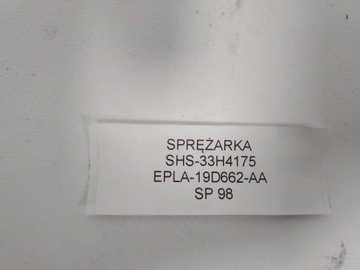 SPRĘŻARKA
SHS-33H4175
EPLA-19D662-AA
SP 98